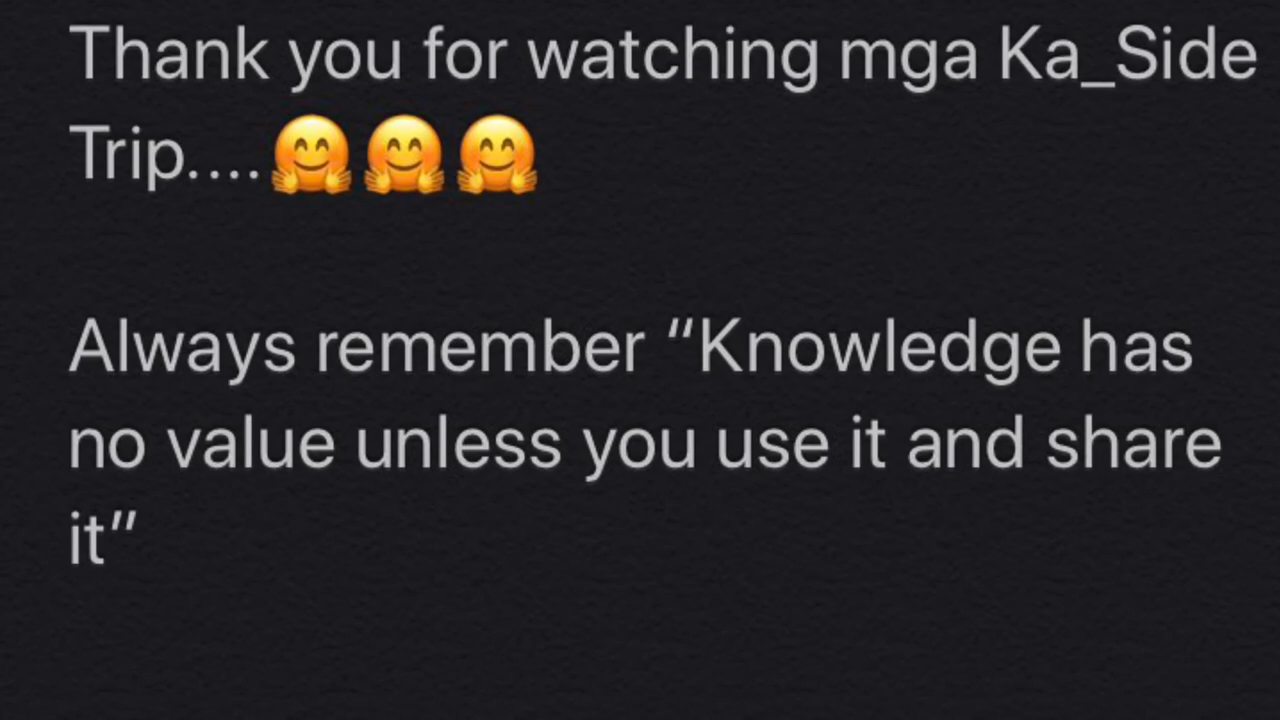 Thank you for watching mga Ka_Side
Trip....🤗🤗🤗
Always remember “Knowledge has
no value unless you use it and share
it”